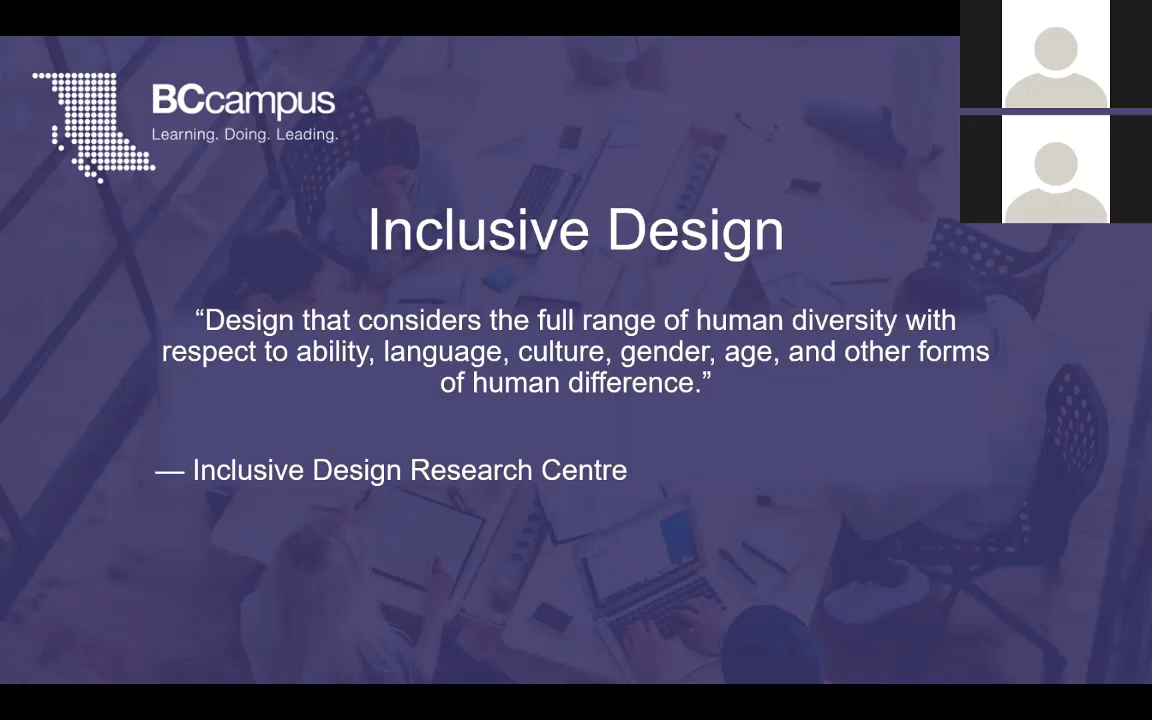 BCcampus
Learning. Doing. Leading.
Inclusive Design
“Design that considers the full range of human diversity with
respect to ability, language, culture, gender, age, and other forms
of human difference.”
— Inclusive Design Research Centre